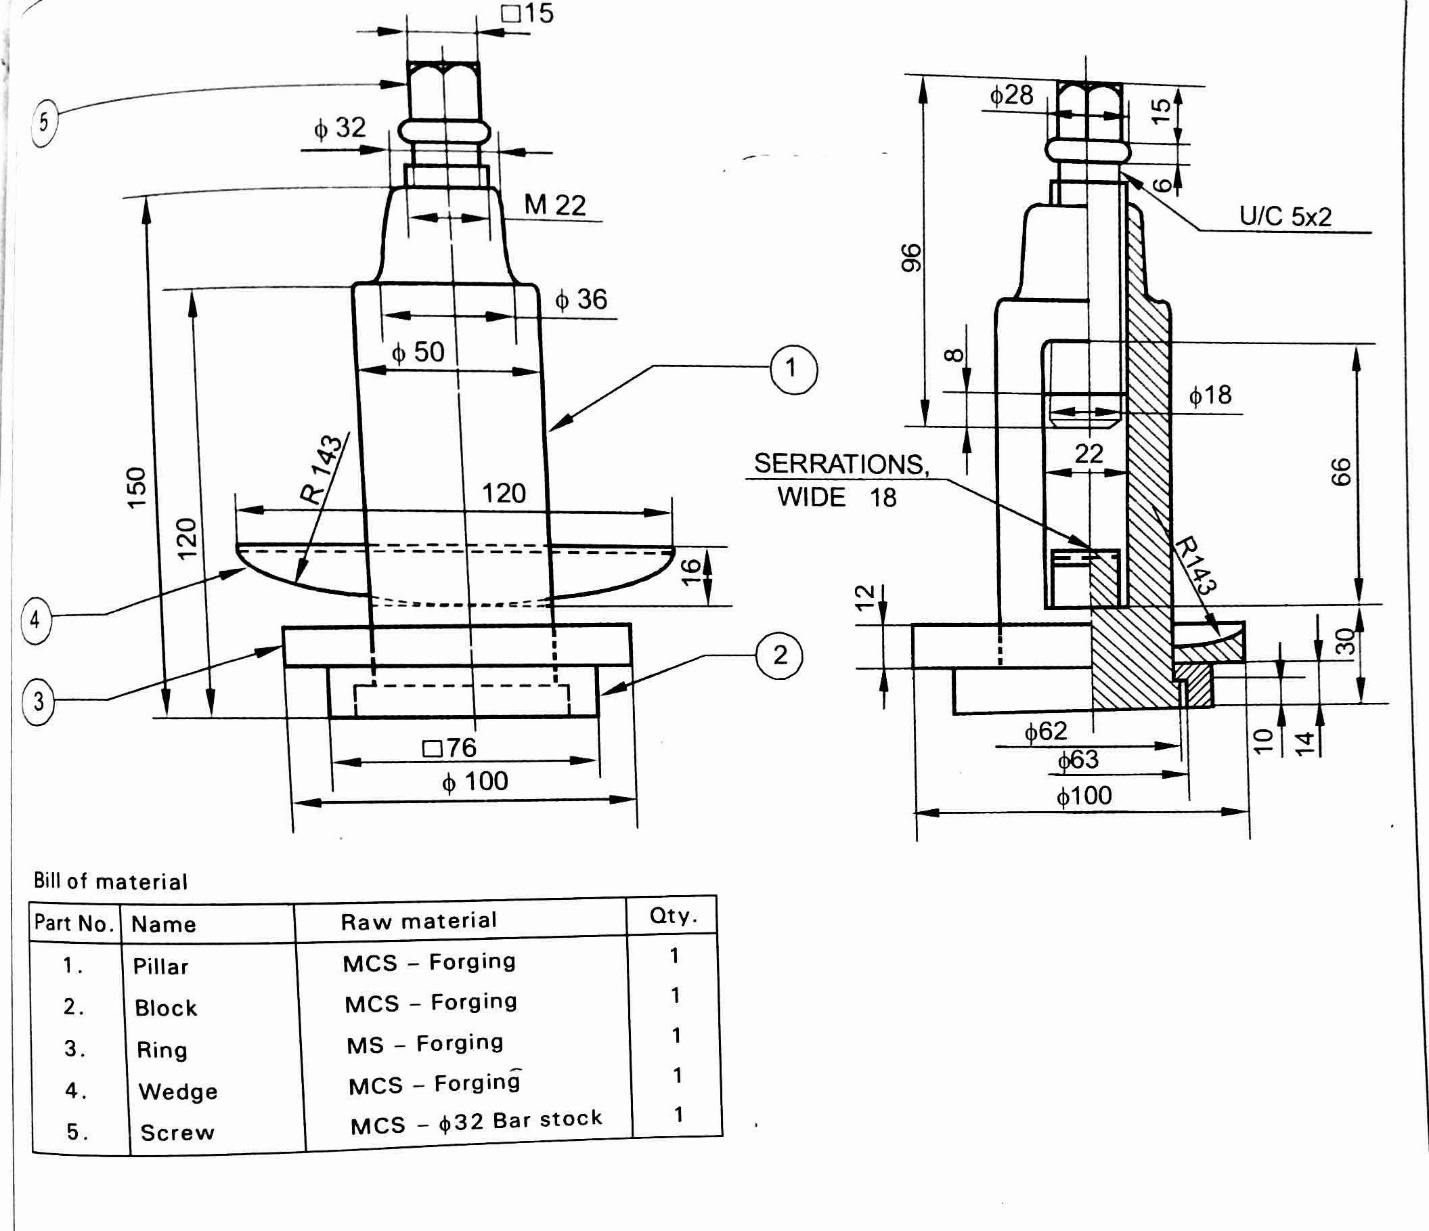 □15
5
ϕ 32
M 22
ϕ 36
ϕ 50
1
R 143
150
120
120
16
4
3
2
□76
ϕ 100
ϕ28
15
6
U/C 5x2
96
8
ϕ18
22
SERRATIONS,
WIDE 18
66
R143
12
30
10
14
ϕ62
ϕ63
ϕ100
Bill of material
Part No. Name Raw material Qty.
1. Pillar MCS – Forging 1
2. Block MCS – Forging 1
3. Ring MS – Forging 1
4. Wedge MCS – Forging 1
5. Screw MCS – ϕ32 Bar stock 1